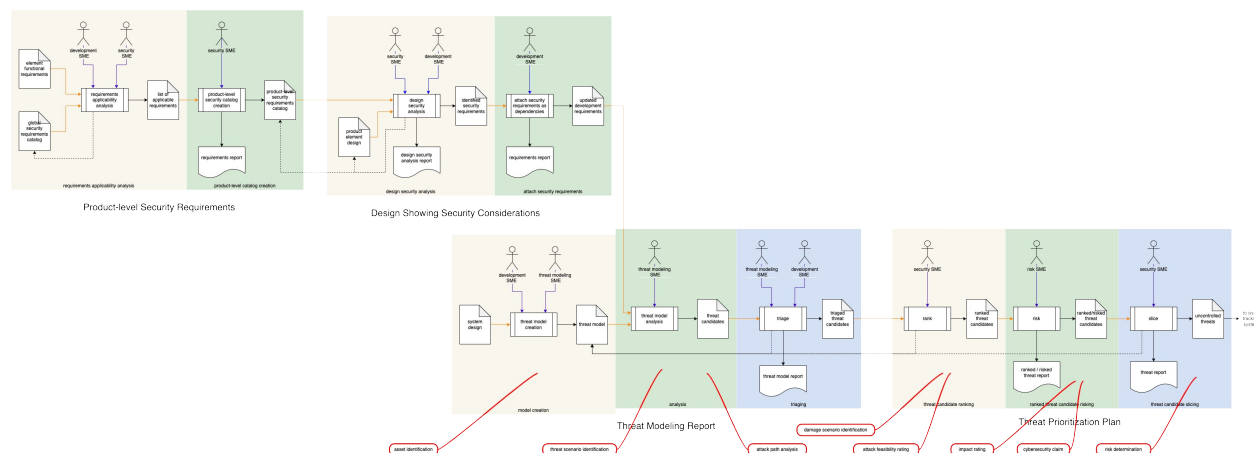 development
SME
security
SME
security SME
element
functional
requirements
global
security
requirements
catalog
requirements
applicability
analysis
list of
applicable
requirements
product-level
security catalog
creation
product-level
security
requirements
catalog
requirements report
requirements applicability analysis
product-level catalog creation
Product-level Security Requirements
security
SME
development
SME
development
SME
product
element
design
design
security
analysis
identified
security
requirements
attach security
requirements as
dependencies
updated
development
requirements
design security
analysis report
requirements report
design security analysis
attach security requirements
Design Showing Security Considerations
development
SME
threat modeling
SME
threat modeling
SME
threat modeling
SME
development
SME
system
design
threat model
creation
threat model
threat model
analysis
threat
candidates
triage
triaged
threat
candidates
threat model report
model creation
analysis
triaging
Threat Modeling Report
security SME
risk SME
security SME
rank
ranked
threat
candidates
risk
ranked/risked
threat
candidates
slice
uncontrolled
threats
ranked / risked
threat report
threat report
threat candidate ranking
ranked threat candidate risking
threat candidate slicing
Threat Prioritization Plan
asset identification
threat scenario identification
attack path analysis
damage scenario identification
attack feasibility rating
impact rating
cybersecurity claim
risk determination